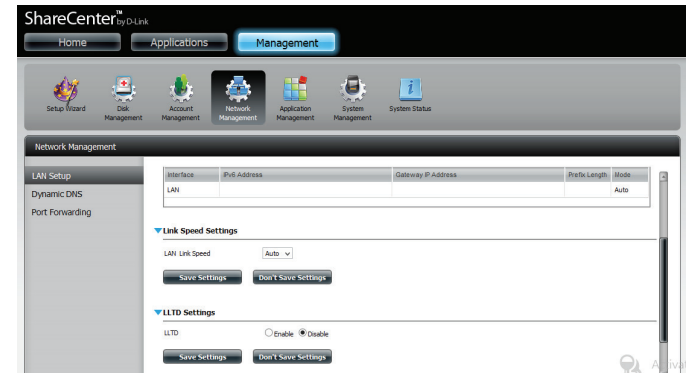 ShareCenter™ by D-Link
Home Applications Management
Setup Wizard Disk Management Account Management Network Management Application Management System Management System Status
Network Management
LAN Setup
Dynamic DNS
Port Forwarding
Interface IPv6 Address Gateway IP Address Prefix Length Mode
LAN Auto
Link Speed Settings
LAN Link Speed Auto
Save Settings Don't Save Settings
LLTD Settings
LLTD Enable Disable
Save Settings Don't Save Settings